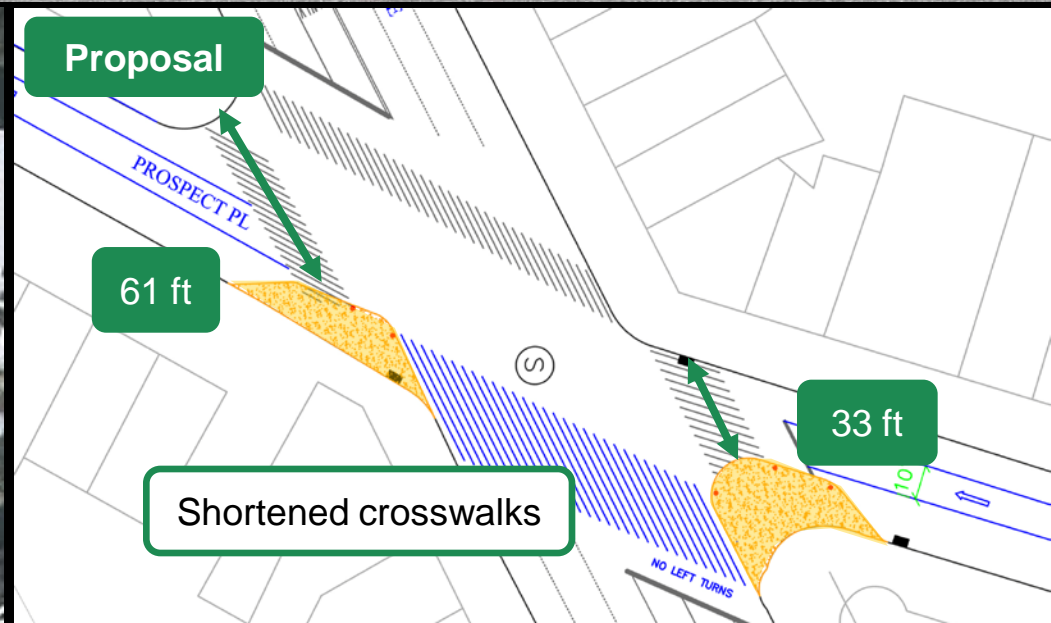 Proposal
PROSPECT PL
61 ft
S
33 ft
10
Shortened crosswalks
NO LEFT TURNS